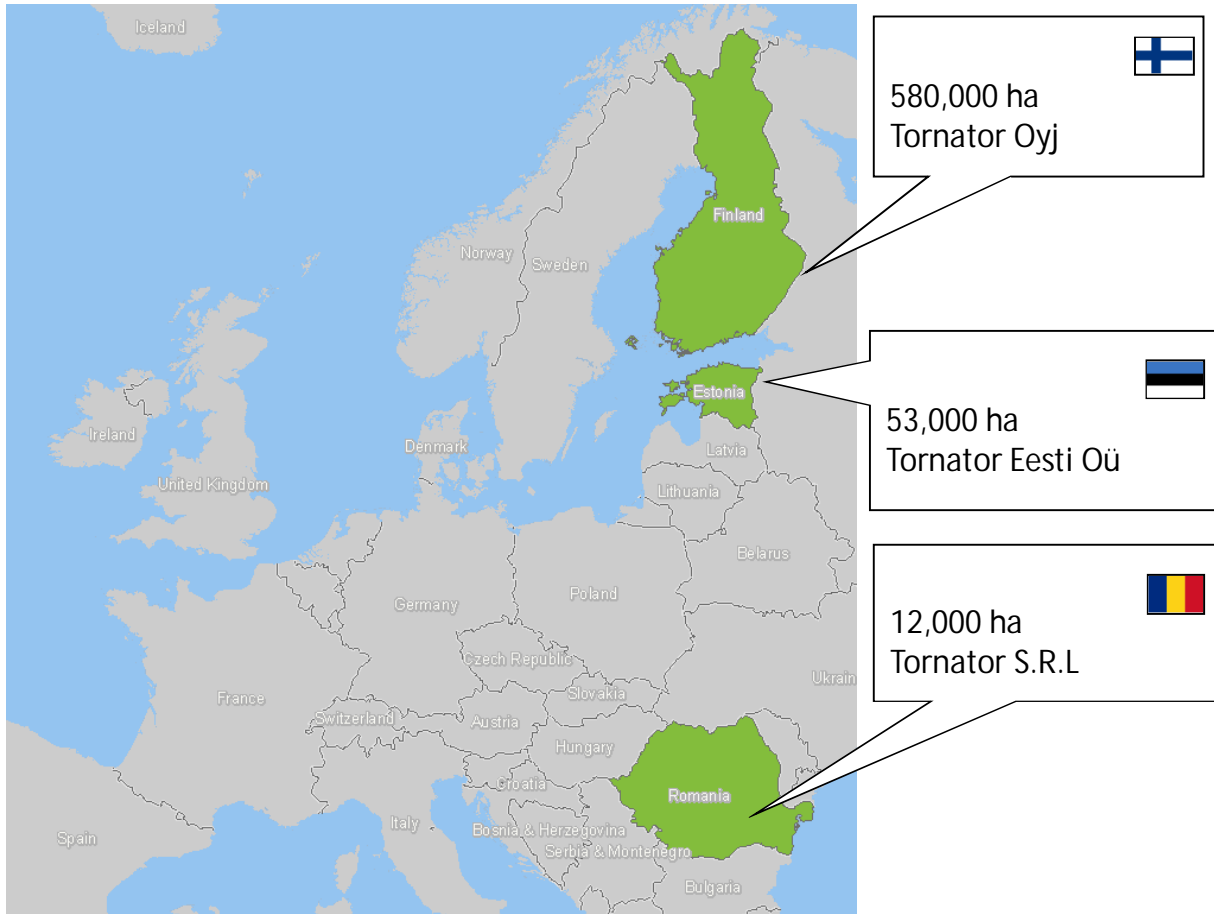 Iceland
580,000 ha
Tornator Oyj
Finland
Norway
Sweden
Estonia
53,000 ha
Tornator Eesti Oü
Ireland
Denmark
Latvia
United Kingdom
Lithuania
Belarus
12,000 ha
Tornator S.R.L
Germany
Poland
Czech Republic
Ukrain
Slovakia
France
Switzerland
Austria
Hungary
Croatia
Romania
Italy
Bosnia & Herzegovina
Spain
Serbia & Montenegro
Bulgaria